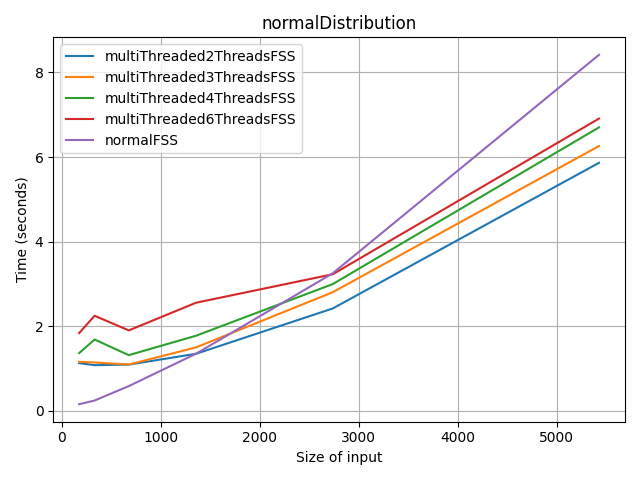 normalDistribution
multiThreaded2ThreadsFSS
multiThreaded3ThreadsFSS
multiThreaded4ThreadsFSS
multiThreaded6ThreadsFSS
normalFSS
Time (seconds)
8
6
4
2
0
0 1000 2000 3000 4000 5000
Size of input